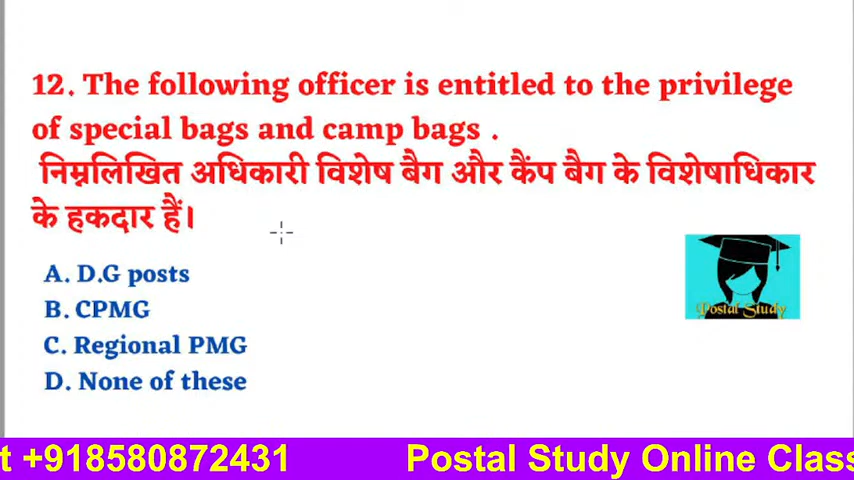 12. The following officer is entitled to the privilege
of special bags and camp bags .
निम्नलिखित अधिकारी विशेष बैग और कैंप बैग के विशेषाधिकार
के हकदार हैं।
A. D.G posts
B. CPMG
C. Regional PMG
D. None of these
Postal Study
t +918580872431 Postal Study Online Class